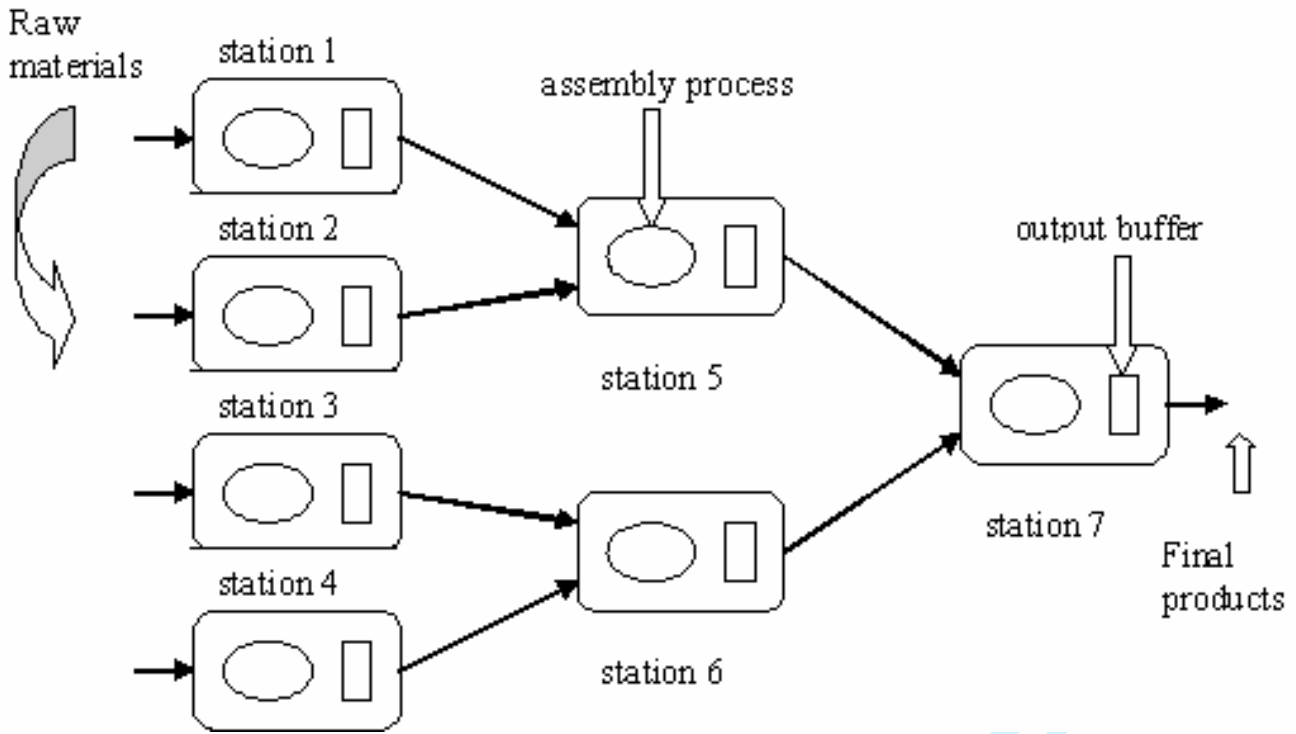 Raw
materials
station 1
assembly process
station 2
output buffer
station 5
station 3
station 7
station 4
Final
products
station 6